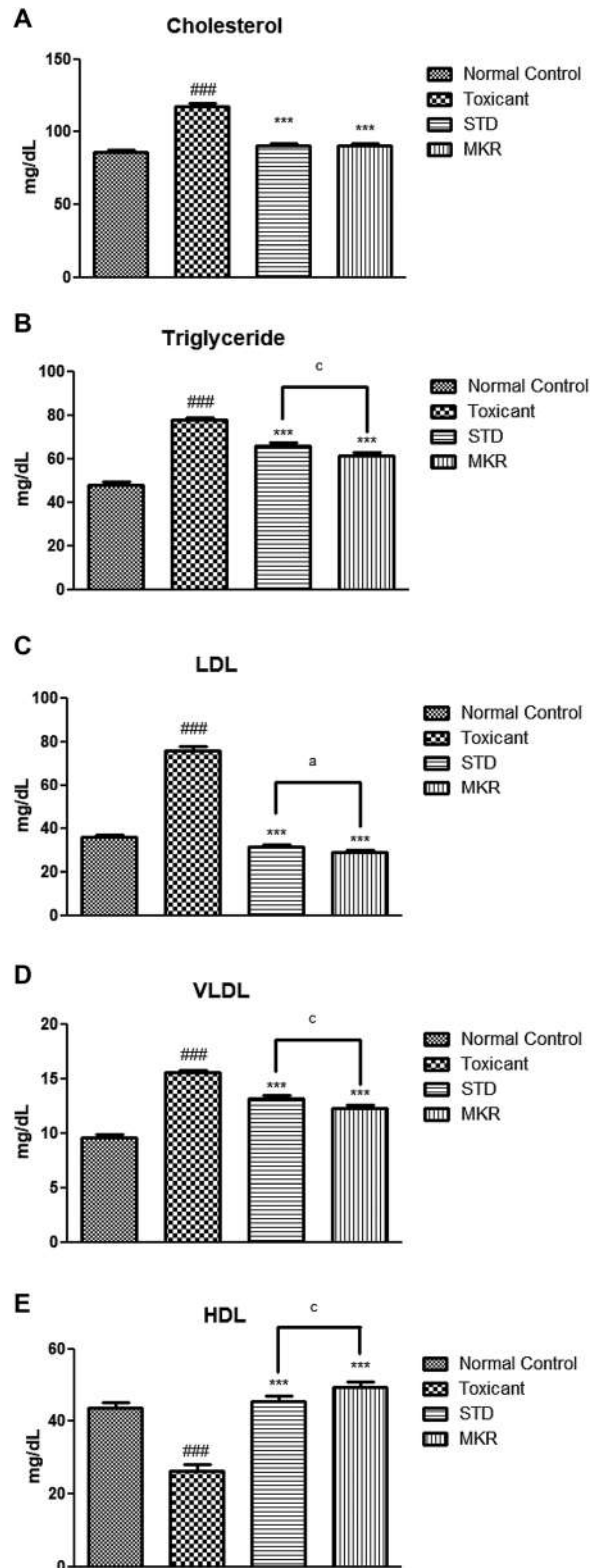 A
Cholesterol
150
100
50
0
mg/dL
###
***
***
Normal Control
Toxicant
STD
MKR
B
Triglyceride
100
80
60
40
20
0
mg/dL
###
***
c
***
Normal Control
Toxicant
STD
MKR
C
LDL
100
80
60
40
20
0
mg/dL
###
***
a
***
Normal Control
Toxicant
STD
MKR
D
VLDL
20
15
10
5
0
mg/dL
###
***
c
***
Normal Control
Toxicant
STD
MKR
E
HDL
60
40
20
0
mg/dL
###
***
c
***
Normal Control
Toxicant
STD
MKR